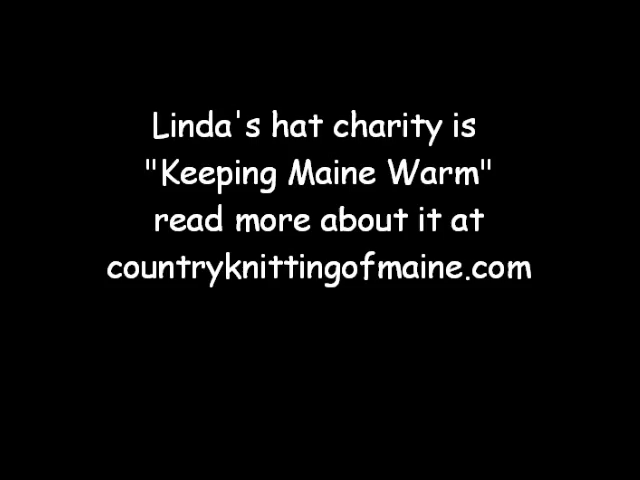 Linda's hat charity is
"Keeping Maine Warm"
read more about it at
countryknittingofmaine.com